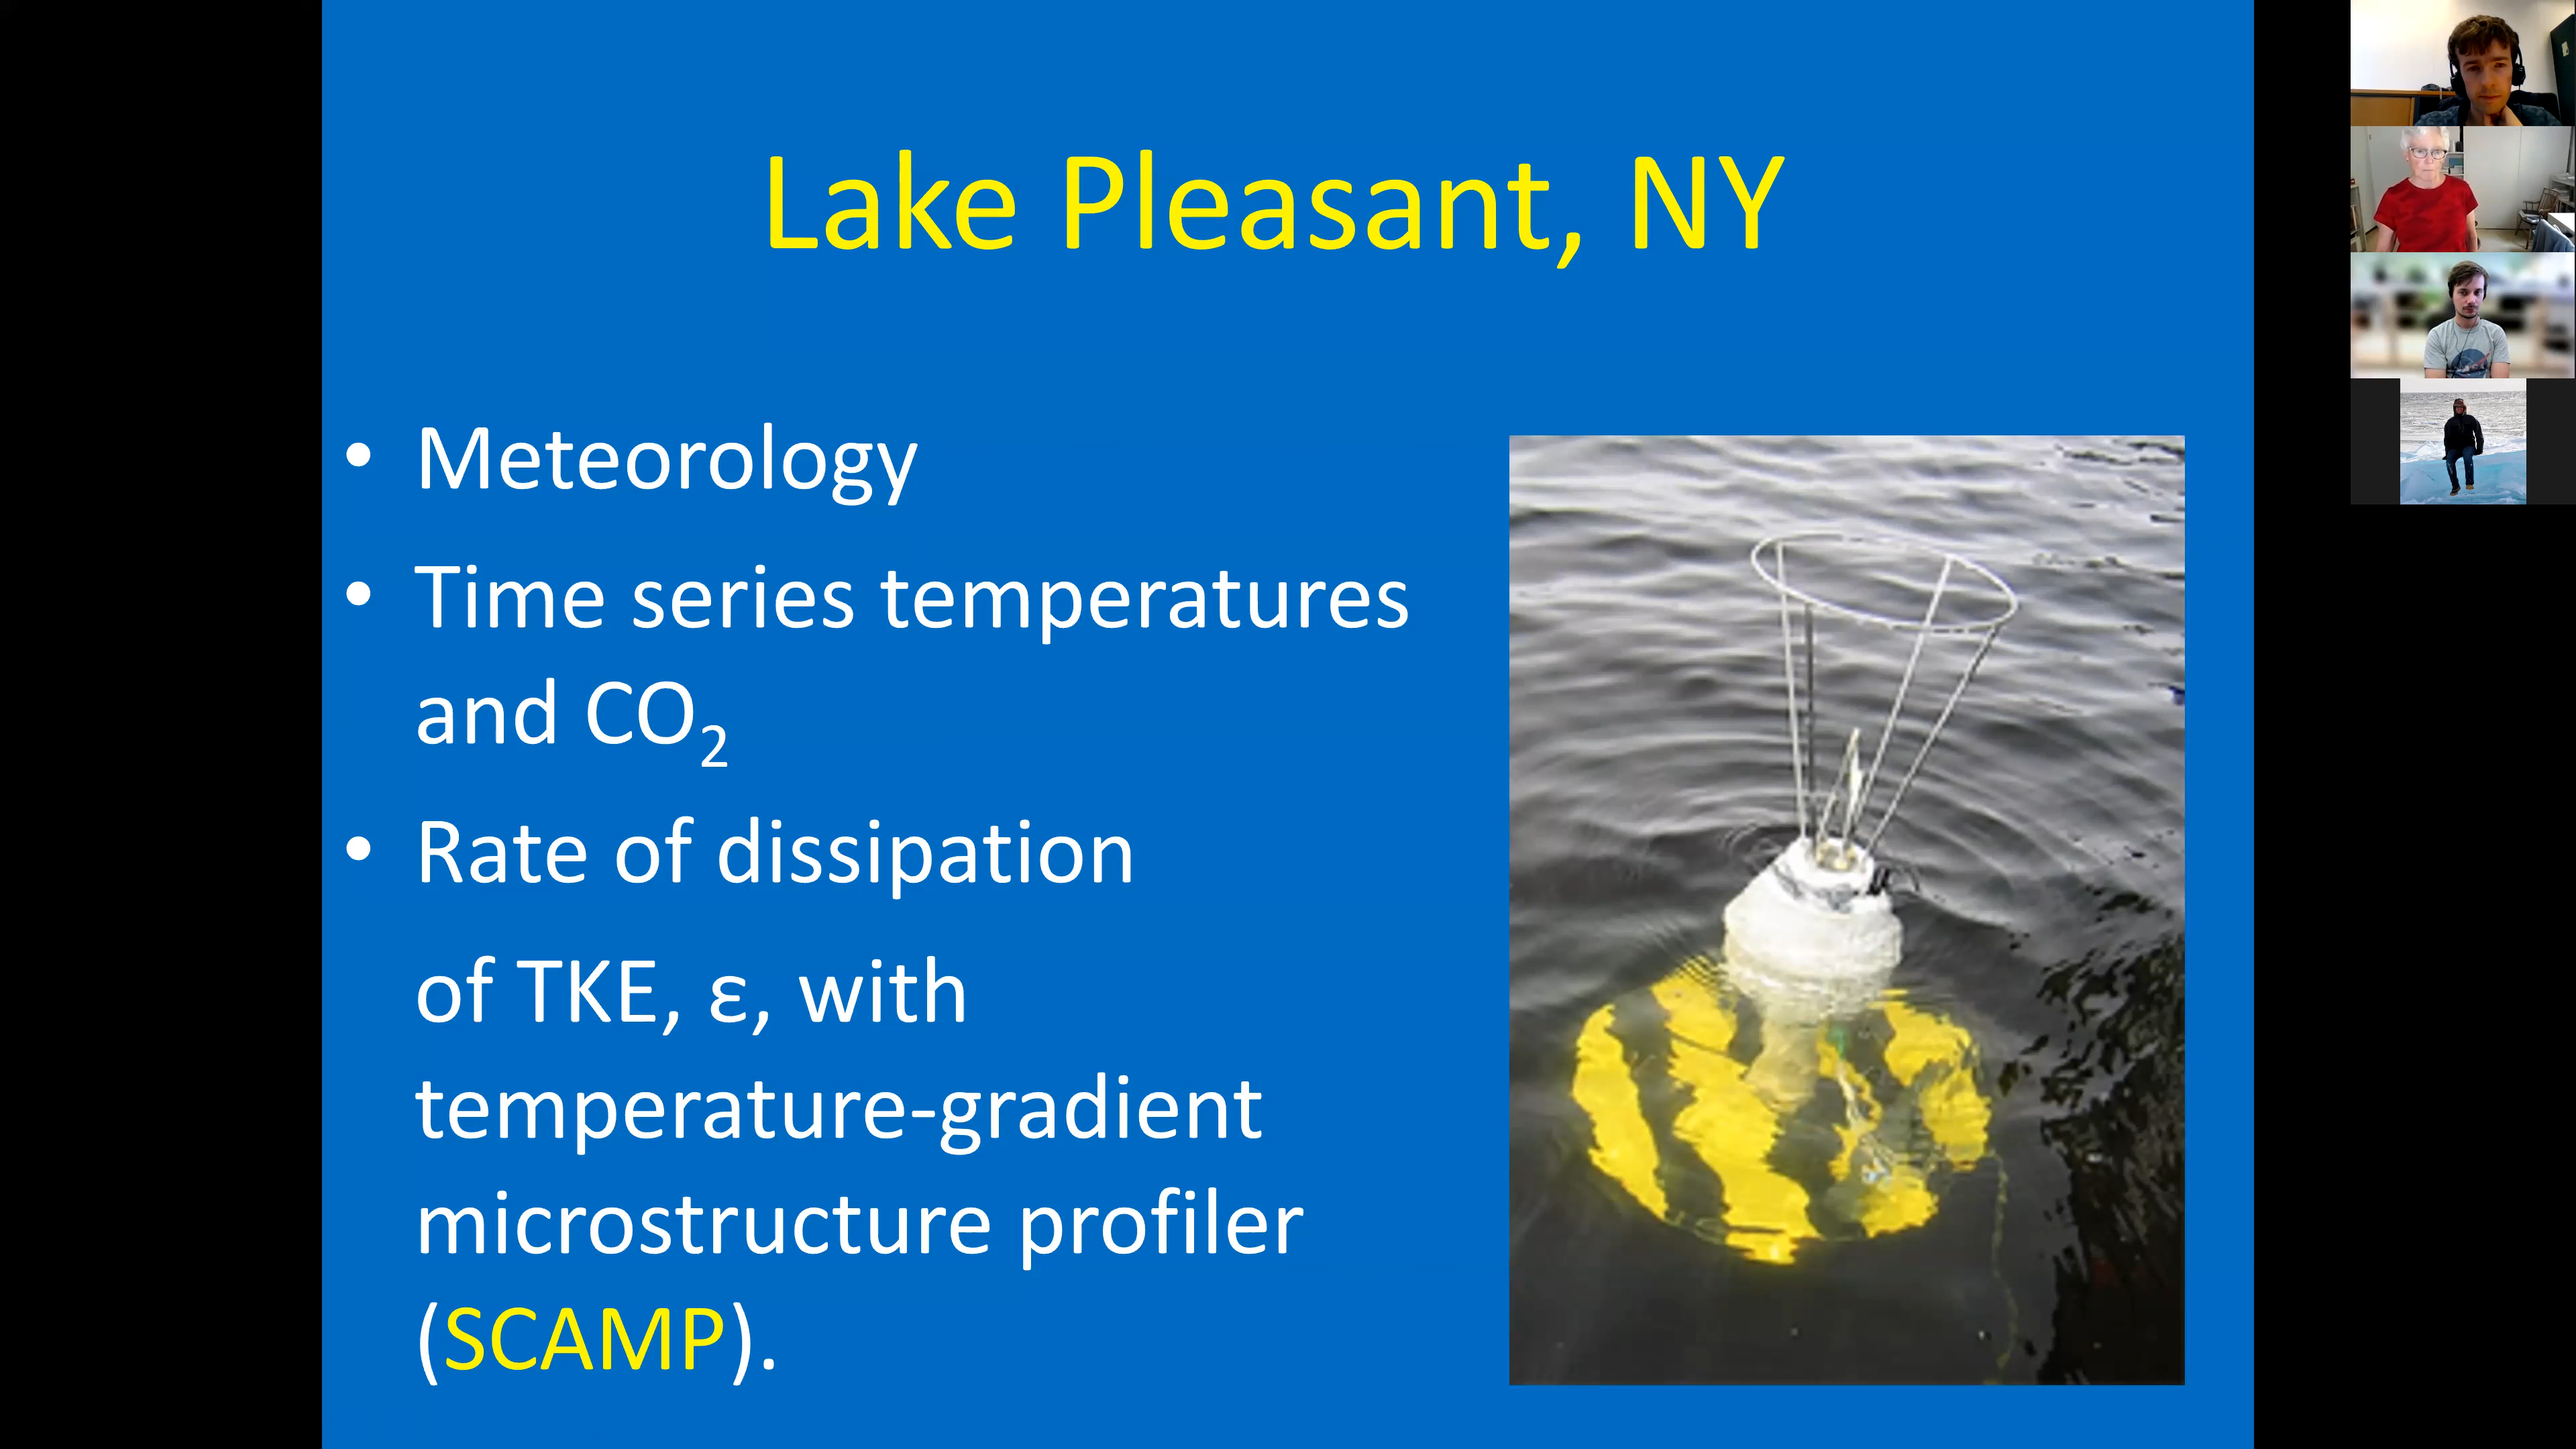 Lake Pleasant, NY
• Meteorology
• Time series temperatures
and CO₂
• Rate of dissipation
of TKE, ε, with
temperature-gradient
microstructure profiler
(SCAMP).